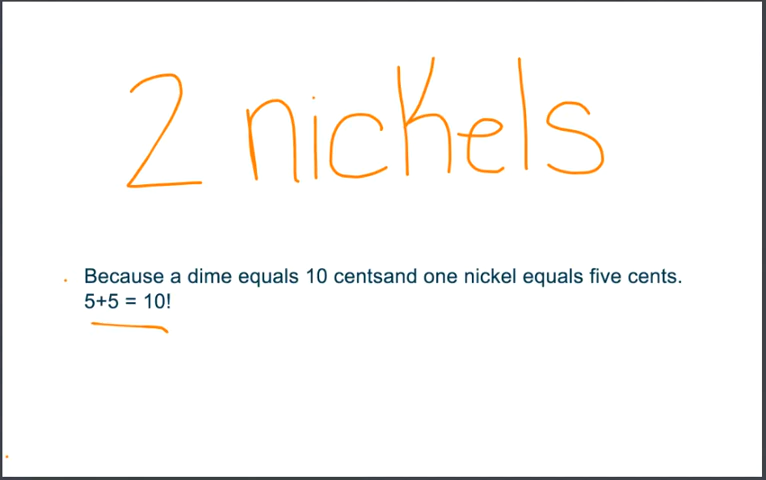 2 nickels
Because a dime equals 10 centsand one nickel equals five cents.
5+5 = 10!